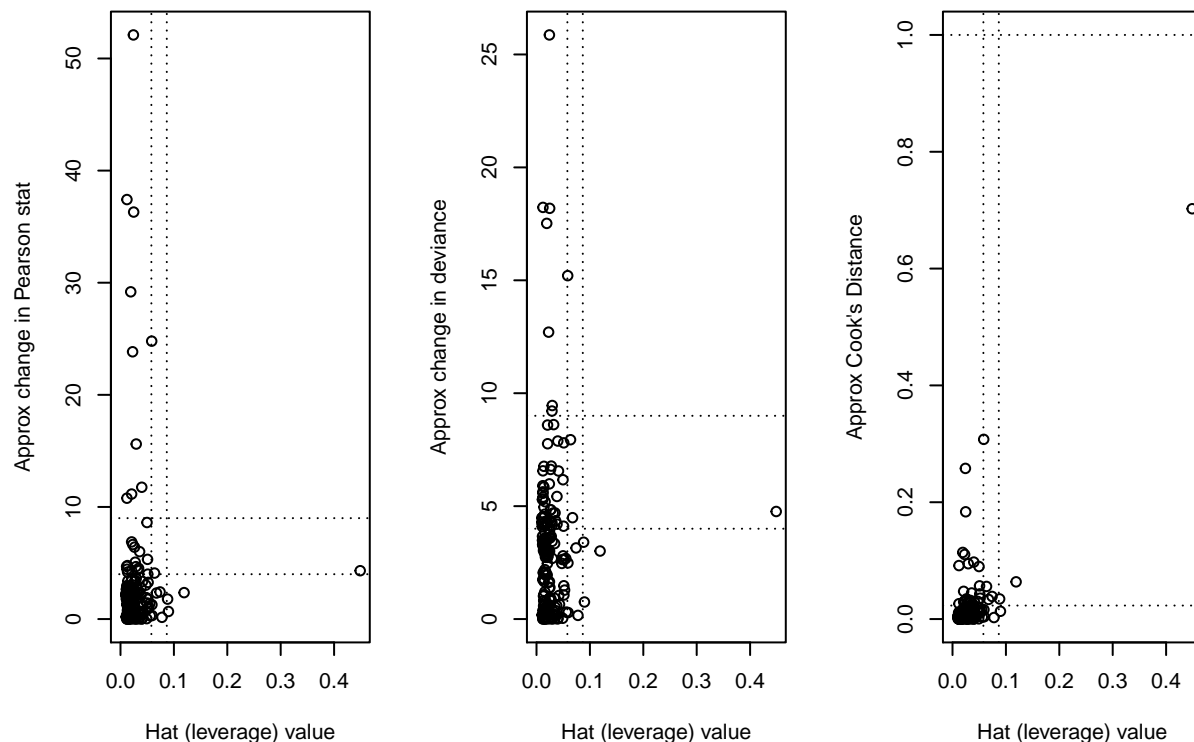 Approx change in Pearson stat
50
40
30
20
10
0
0.0 0.1 0.2 0.3 0.4
Hat (leverage) value
Approx change in deviance
25
20
15
10
5
0
0.0 0.1 0.2 0.3 0.4
Hat (leverage) value
Approx Cook's Distance
1.0
0.8
0.6
0.4
0.2
0.0
0.0 0.1 0.2 0.3 0.4
Hat (leverage) value